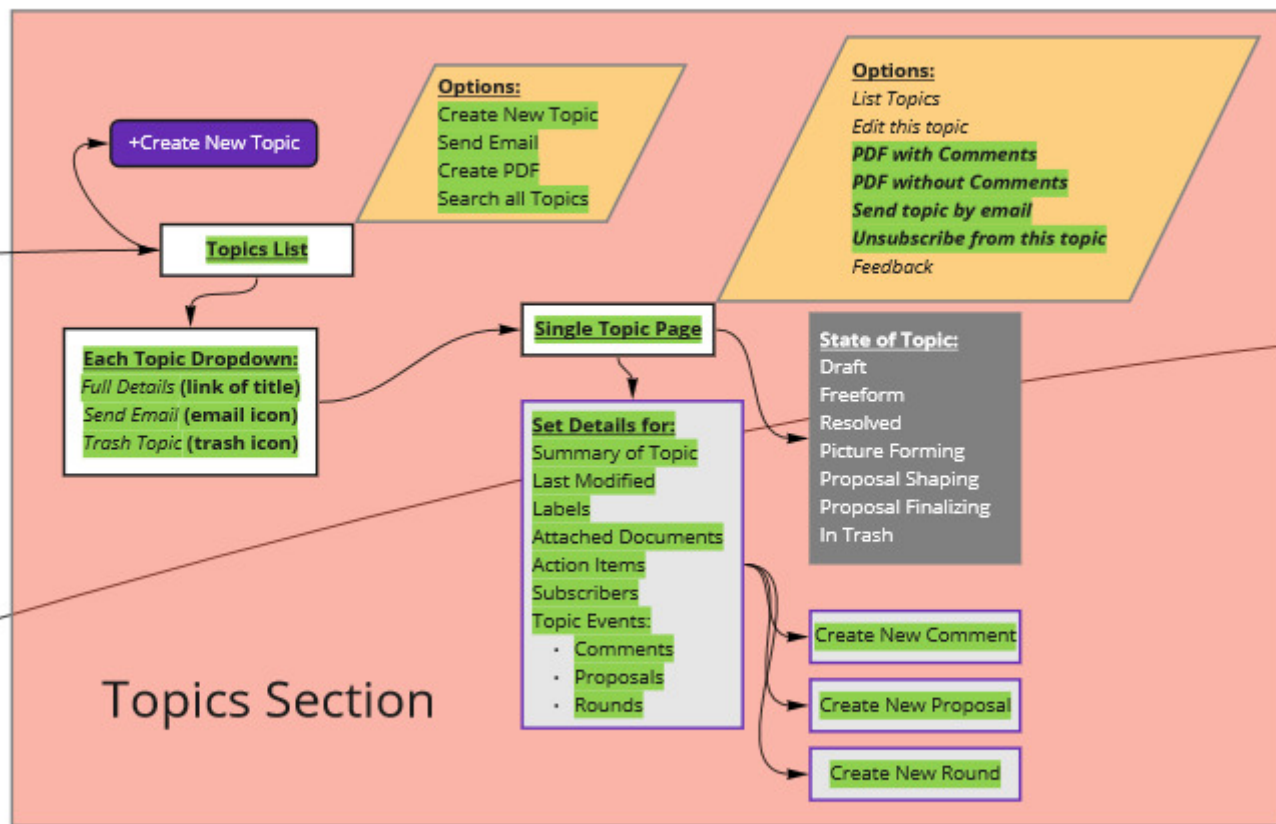 +Create New Topic
Options:
Create New Topic
Send Email
Create PDF
Search all Topics
Options:
List Topics
Edit this topic
PDF with Comments
PDF without Comments
Send topic by email
Unsubscribe from this topic
Feedback
Topics List
Each Topic Dropdown:
Full Details (link of title)
Send Email (email icon)
Trash Topic (trash icon)
Single Topic Page
State of Topic:
Draft
Freeform
Resolved
Picture Forming
Proposal Shaping
Proposal Finalizing
In Trash
Set Details for:
Summary of Topic
Last Modified
Labels
Attached Documents
Action Items
Subscribers
Topic Events:
· Comments
· Proposals
· Rounds
Create New Comment
Create New Proposal
Create New Round
Topics Section